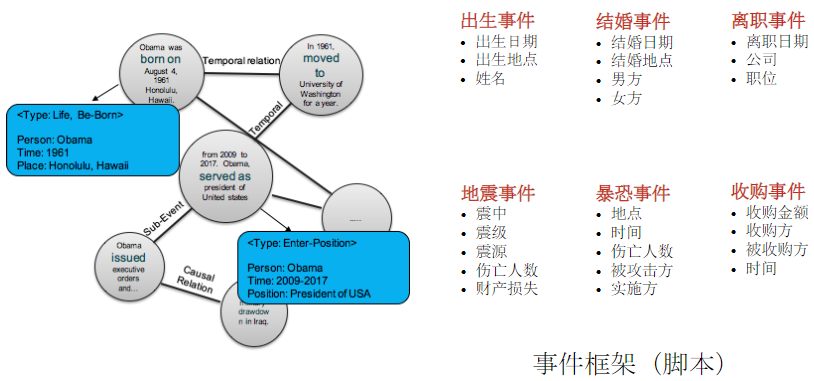 Obama was
born on
August 4,
1961
Honolulu,
Hawaii.
Temporal relation
In 1961,
moved
to
University of
Washington
for a year.
<Type: Life, Be-Born>
Person: Obama
Time: 1961
Place: Honolulu, Hawaii
Temporal
from 2009 to
2017. Obama,
served as
president of
United states
......
Sub-Event
<Type: Enter-Position>
Person: Obama
Time: 2009-2017
Position: President of USA
Obama
issued
executive
orders
and...
Causal
Relation
drawdow
n in Iraq.
出生事件
• 出生日期
• 出生地点
• 姓名
结婚事件
• 结婚日期
• 结婚地点
• 男方
• 女方
离职事件
• 离职日期
• 公司
• 职位
地震事件
• 震中
• 震级
• 震源
• 伤亡人数
• 财产损失
暴恐事件
• 地点
• 时间
• 伤亡人数
• 被攻击方
• 实施方
收购事件
• 收购金额
• 收购方
• 被收购方
• 时间
事件框架（脚本）